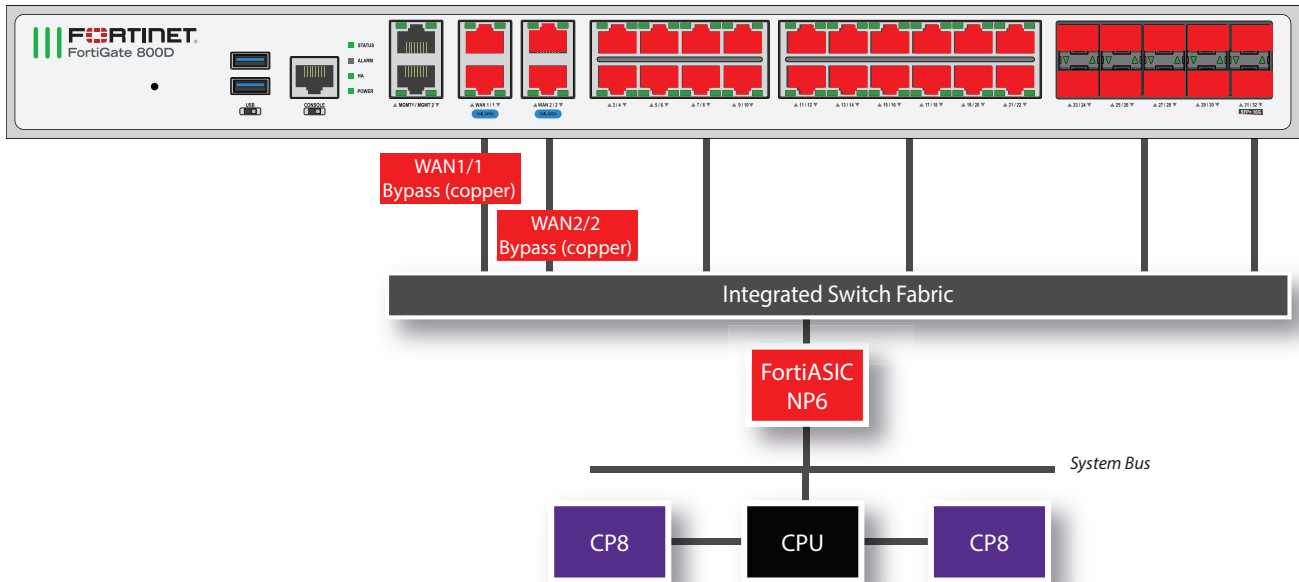 FORTINET
FortiGate 800D
STATUS
ALARM
HA
POWER
USB
CONSOLE
▲ MGMT1 / MGMT 2 ▼
▲ WAN 1 / 1 ▼
▲ WAN 2 / 2 ▼
▲ 3 / 4 ▼
▲ 5 / 6 ▼
▲ 7 / 8 ▼
▲ 9 / 10 ▼
▲ 11 / 12 ▼
▲ 13 / 14 ▼
▲ 15 / 16 ▼
▲ 17 / 18 ▼
▲ 19 / 20 ▼
▲ 21 / 22 ▼
▲ 23 / 24 ▼
▲ 25 / 26 ▼
▲ 27 / 28 ▼
▲ 29 / 30 ▼
▲ 31 / 32 ▼
WAN1/1
Bypass (copper)
WAN2/2
Bypass (copper)
Integrated Switch Fabric
FortiASIC
NP6
System Bus
CP8
CPU
CP8